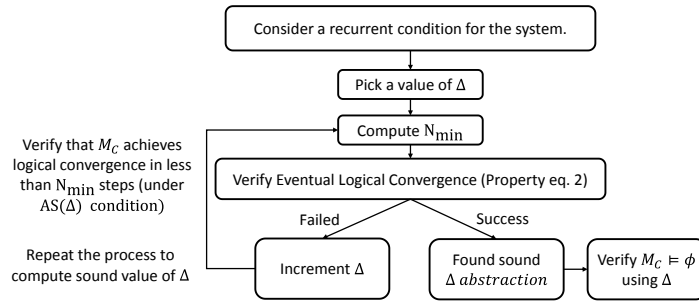 Consider a recurrent condition for the system.
Pick a value of Δ
Compute N_min
Verify that M_C achieves
logical convergence in less
than N_min steps (under
AS(Δ) condition)
Verify Eventual Logical Convergence (Property eq. 2)
Failed
Success
Repeat the process to
compute sound value of Δ
Increment Δ
Found sound
Δ abstraction
Verify M_C ⊨ ϕ
using Δ